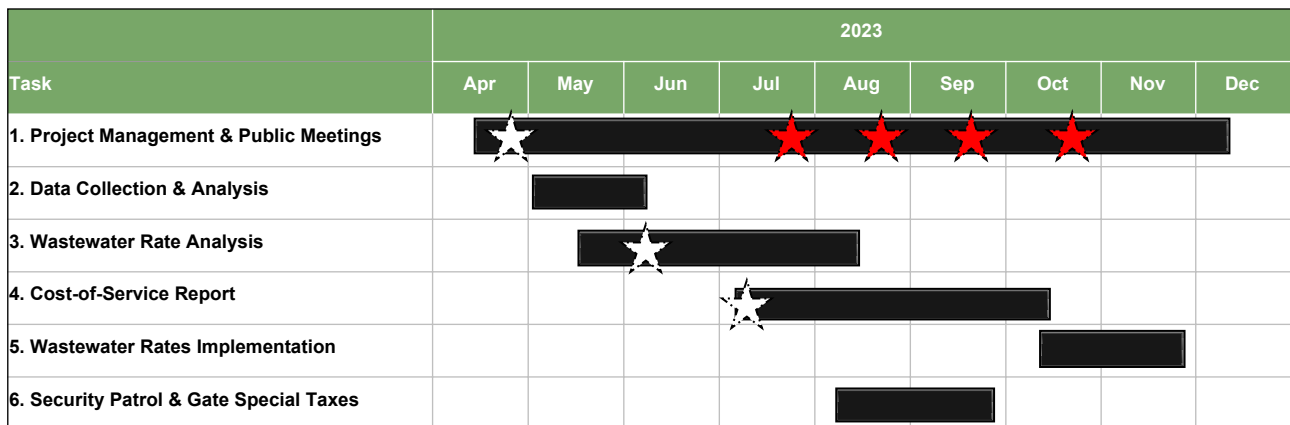 2023
Task Apr May Jun Jul Aug Sep Oct Nov Dec
1. Project Management & Public Meetings
2. Data Collection & Analysis
3. Wastewater Rate Analysis
4. Cost-of-Service Report
5. Wastewater Rates Implementation
6. Security Patrol & Gate Special Taxes